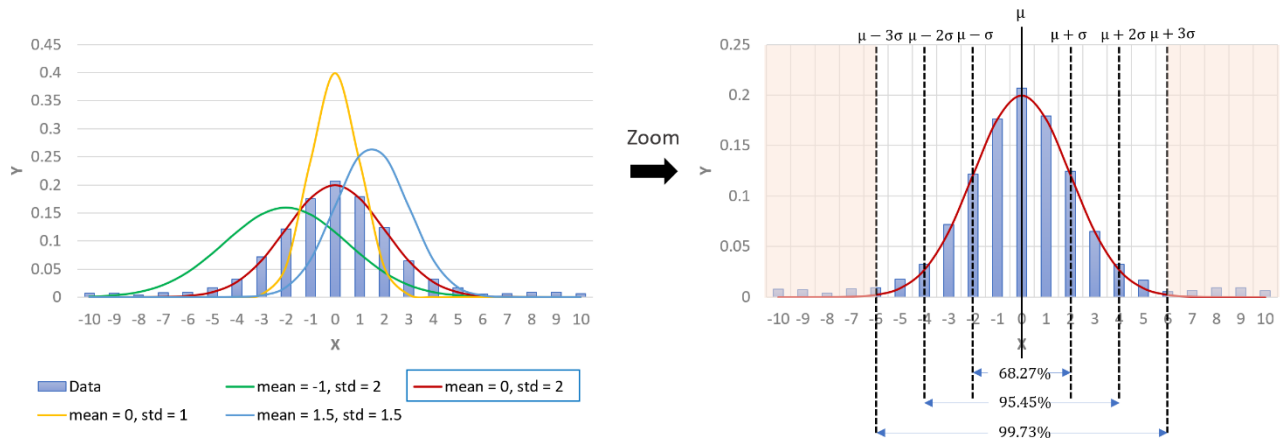 0.45
0.4
0.35
0.3
0.25
0.2
0.15
0.1
0.05
0
Y
-10 -9 -8 -7 -6 -5 -4 -3 -2 -1 0 1 2 3 4 5 6 7 8 9 10
X
Data
mean = -1, std = 2
mean = 0, std = 2
mean = 0, std = 1
mean = 1.5, std = 1.5
Zoom
μ
μ − 3σ μ − 2σ μ − σ μ + σ μ + 2σ μ + 3σ
0.25
0.2
0.15
0.1
0.05
0
Y
-10 -9 -8 -7 -6 -5 -4 -3 -2 -1 0 1 2 3 4 5 6 7 8 9 10
X
68.27%
95.45%
99.73%